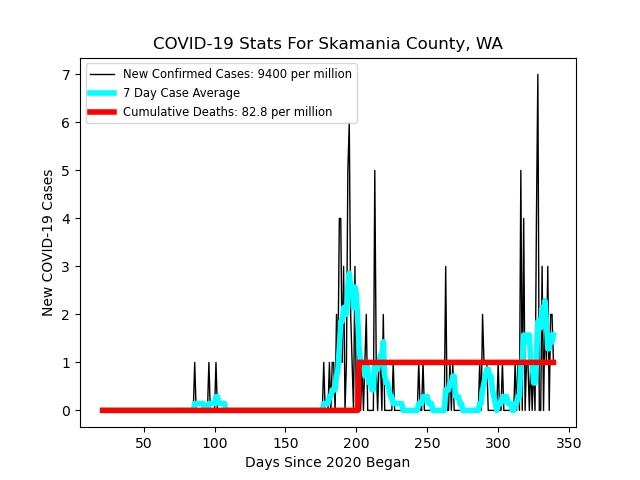 COVID-19 Stats For Skamania County, WA
New Confirmed Cases: 9400 per million
7 Day Case Average
Cumulative Deaths: 82.8 per million
New COVID-19 Cases
7
6
5
4
3
2
1
0
50
100
150
200
250
300
350
Days Since 2020 Began